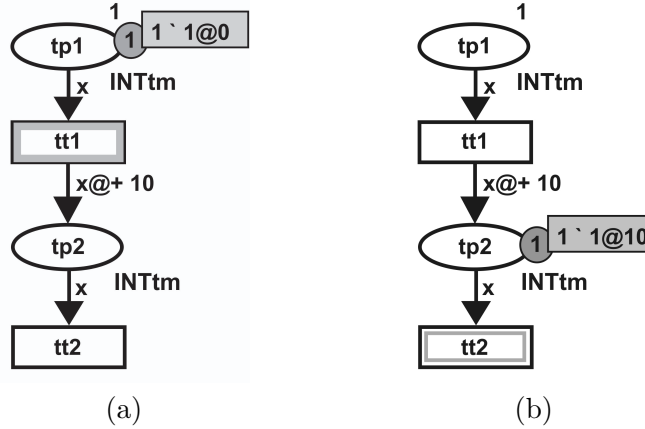 1
tp1
1
1 ` 1@0
x
INTtm
tt1
x@+ 10
tp2
x
INTtm
tt2
(a)
1
tp1
x
INTtm
tt1
x@+ 10
tp2
1
1 ` 1@10
x
INTtm
tt2
(b)